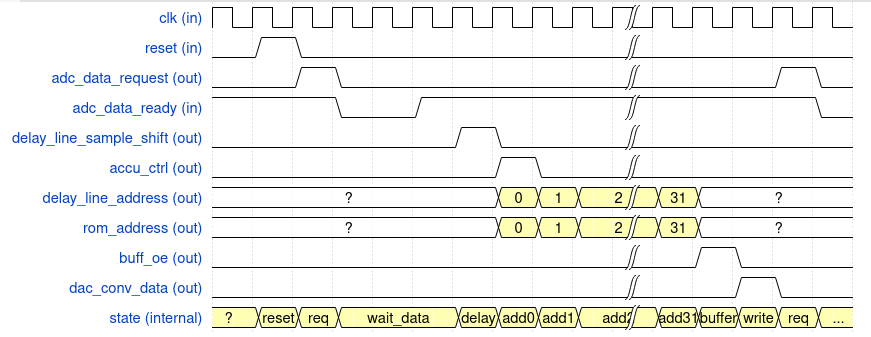 clk (in)
reset (in)
adc_data_request (out)
adc_data_ready (in)
delay_line_sample_shift (out)
accu_ctrl (out)
delay_line_address (out) ? 0 1 2 31 ?
rom_address (out) ? 0 1 2 31 ?
buff_oe (out)
dac_conv_data (out)
state (internal) ? reset req wait_data delay add0 add1 add2 add31 buffer write req ...